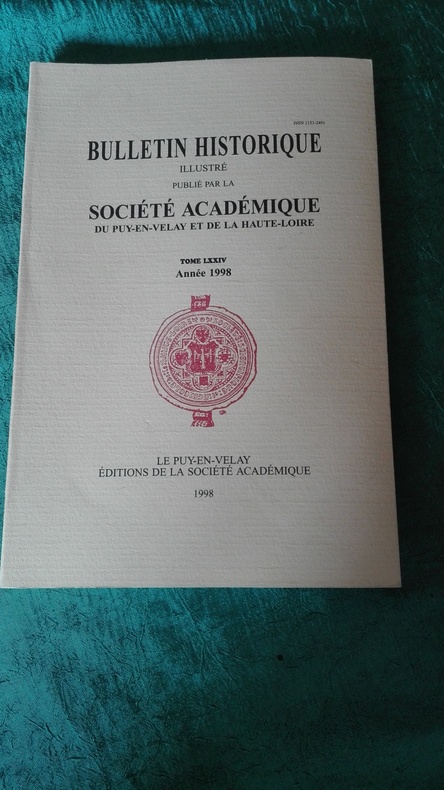 BULLETIN HISTORIQUE
ILLUSTRÉ
PUBLIÉ PAR LA
SOCIÉTÉ ACADÉMIQUE
DU PUY-EN-VELAY ET DE LA HAUTE-LOIRE
TOME LXXIV
Année 1998
LE PUY-EN-VELAY
ÉDITIONS DE LA SOCIÉTÉ ACADÉMIQUE
1998